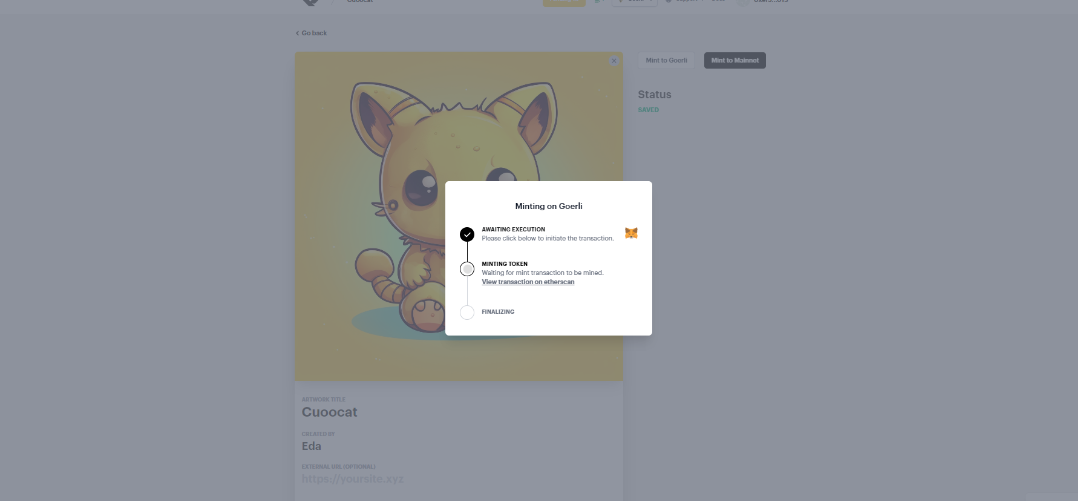 Go back
Mint to Goerli
Mint to Mainnet
Status
SAVED
Minting on Goerli
AWAITING EXECUTION
Please click below to initiate the transaction.
MINTING TOKEN
Waiting for mint transaction to be mined.
View transaction on etherscan
FINALIZING
ARTWORK TITLE
Cuoocat
CREATED BY
Eda
EXTERNAL URL (OPTIONAL)
https://yoursite.xyz